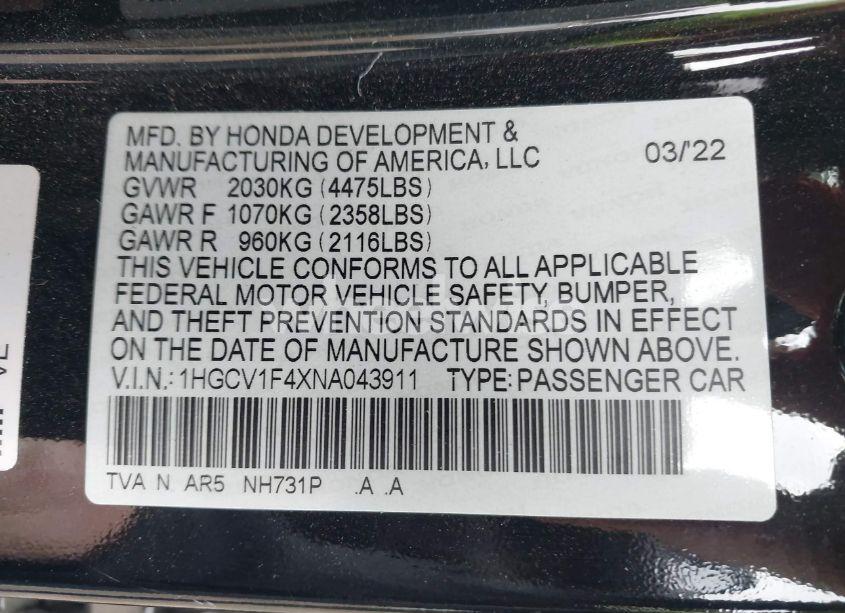 MFD. BY HONDA DEVELOPMENT &
MANUFACTURING OF AMERICA, LLC 03/'22
GVWR 2030KG (4475LBS)
GAWR F 1070KG (2358LBS)
GAWR R 960KG (2116LBS)
THIS VEHICLE CONFORMS TO ALL APPLICABLE
FEDERAL MOTOR VEHICLE SAFETY, BUMPER,
AND THEFT PREVENTION STANDARDS IN EFFECT
ON THE DATE OF MANUFACTURE SHOWN ABOVE.
V.I.N.: 1HGCV1F4XNA043911 TYPE: PASSENGER CAR
TVA N .AR5 NH731P .A .A